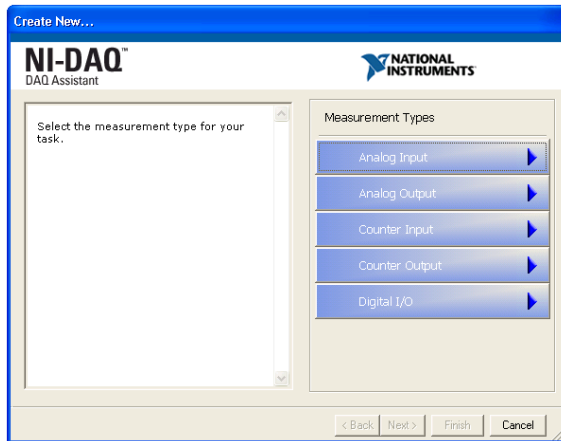 Create New...
NI-DAQ™
DAQ Assistant
NATIONAL
INSTRUMENTS
Select the measurement type for your
task.
Measurement Types
Analog Input
Analog Output
Counter Input
Counter Output
Digital I/O
< Back
Next >
Finish
Cancel